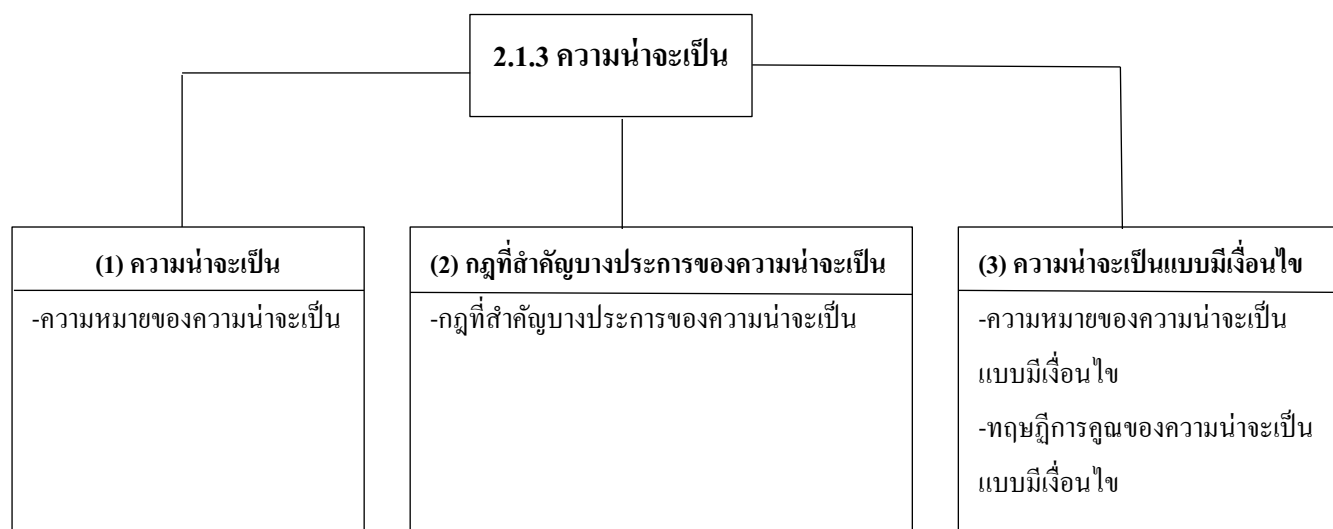 2.1.3 ความน่าจะเป็น
(1) ความน่าจะเป็น
-ความหมายของความน่าจะเป็น
(2) กฎที่สำคัญบางประการของความน่าจะเป็น
-กฎที่สำคัญบางประการของความน่าจะเป็น
(3) ความน่าจะเป็นแบบมีเงื่อนไข
-ความหมายของความน่าจะเป็น
แบบมีเงื่อนไข
-ทฤษฎีการคูณของความน่าจะเป็น
แบบมีเงื่อนไข